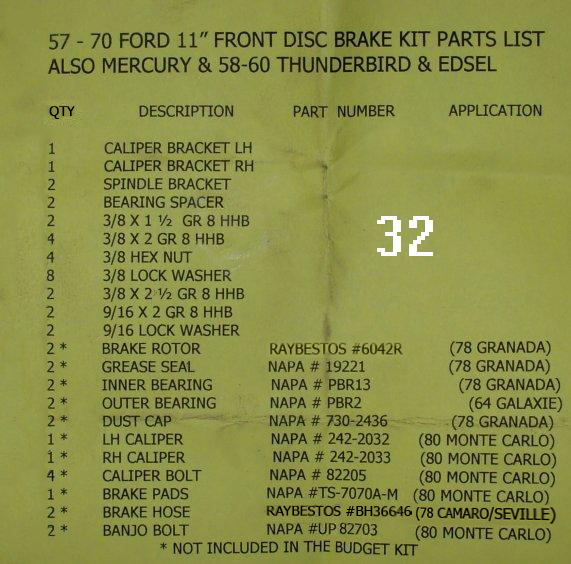 57 - 70 FORD 11" FRONT DISC BRAKE KIT PARTS LIST
ALSO MERCURY & 58-60 THUNDERBIRD & EDSEL
QTY DESCRIPTION PART NUMBER APPLICATION
1 CALIPER BRACKET LH
1 CALIPER BRACKET RH
2 SPINDLE BRACKET
2 BEARING SPACER
2 3/8 X 1 ½ GR 8 HHB
4 3/8 X 2 GR 8 HHB
4 3/8 HEX NUT
8 3/8 LOCK WASHER
2 3/8 X 2 ½ GR 8 HHB
2 9/16 X 2 GR 8 HHB
2 9/16 LOCK WASHER
32
2 * BRAKE ROTOR RAYBESTOS #6042R (78 GRANADA)
2 * GREASE SEAL NAPA # 19221 (78 GRANADA)
2 * INNER BEARING NAPA # PBR13 (78 GRANADA)
2 * OUTER BEARING NAPA # PBR2 (64 GALAXIE)
2 * DUST CAP NAPA # 730-2436 (78 GRANADA)
1 * LH CALIPER NAPA # 242-2032 (80 MONTE CARLO)
1 * RH CALIPER NAPA # 242-2033 (80 MONTE CARLO)
4 * CALIPER BOLT NAPA # 82205 (80 MONTE CARLO)
1 * BRAKE PADS NAPA #TS-7070A-M (80 MONTE CARLO)
2 * BRAKE HOSE RAYBESTOS #BH36646 (78 CAMARO/SEVILLE)
2 * BANJO BOLT NAPA #UP 82703 (80 MONTE CARLO)
* NOT INCLUDED IN THE BUDGET KIT